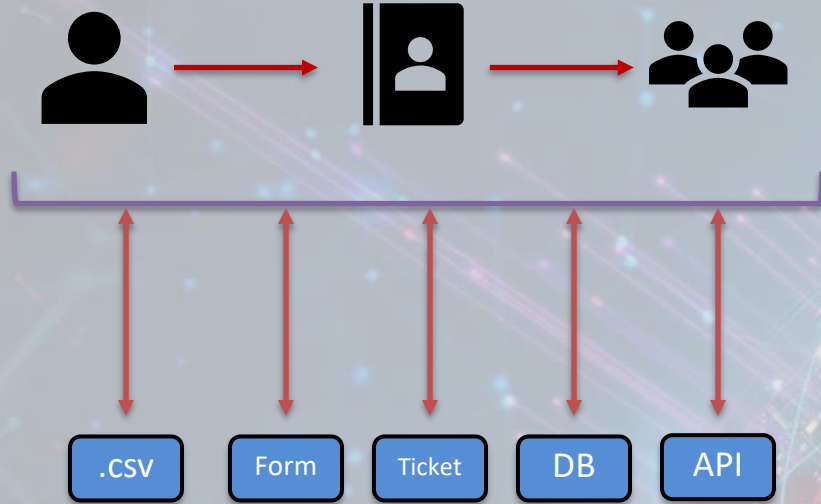 .csv
Form
Ticket
DB
API